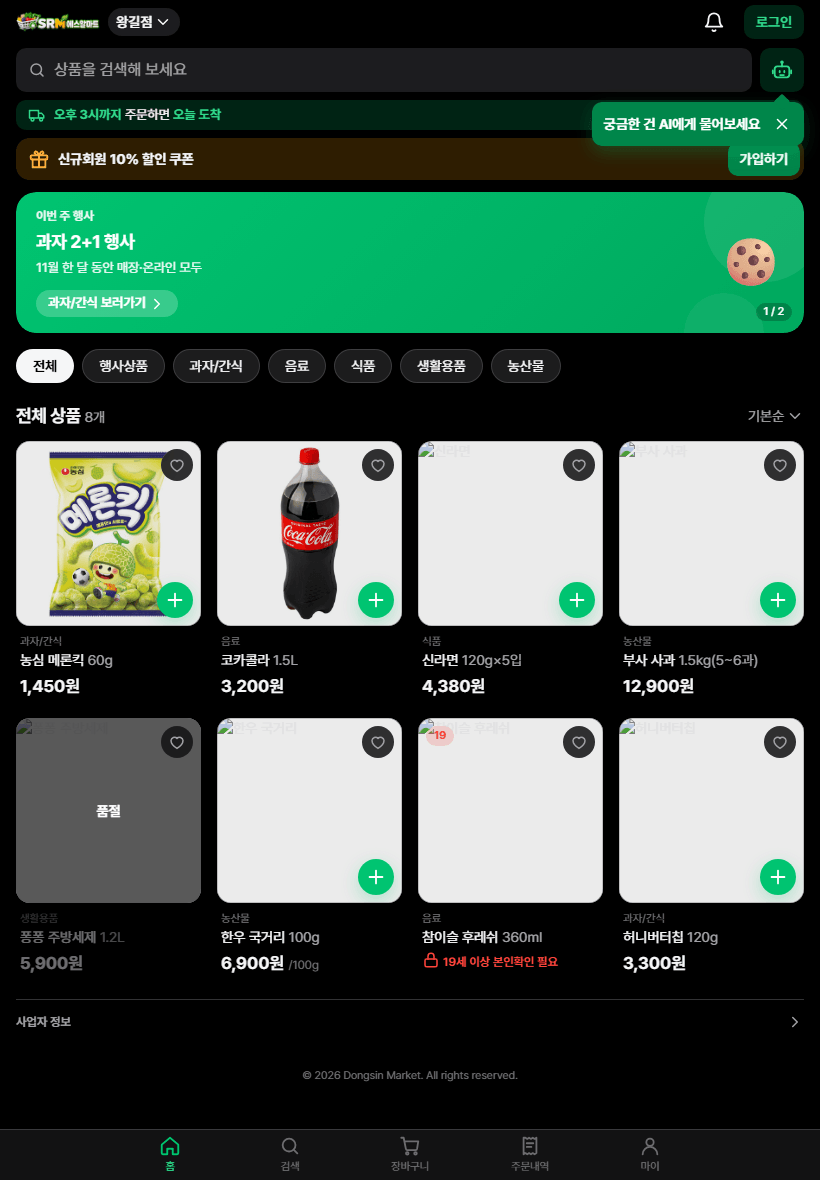 SRM 에스알마트 왕길점
로그인
상품을 검색해 보세요
오후 3시까지 주문하면 오늘 도착
궁금한 건 AI에게 물어보세요
신규회원 10% 할인 쿠폰
가입하기
이번 주 행사
과자 2+1 행사
11월 한 달 동안 매장·온라인 모두
과자/간식 보러가기
1 / 2
전체 행사상품 과자/간식 음료 식품 생활용품 농산물
전체 상품 8개
기본순
농심
메론킥
ORIGINAL TASTE
Coca-Cola
신라면
부사 사과
과자/간식
농심 메론킥 60g
1,450원
음료
코카콜라 1.5L
3,200원
식품
신라면 120g×5입
4,380원
농산물
부사 사과 1.5kg(5~6과)
12,900원
퐁퐁 주방세제
품절
한우 국거리
참이슬 후레쉬
19
허니버터칩
생활용품
퐁퐁 주방세제 1.2L
5,900원
농산물
한우 국거리 100g
6,900원 /100g
음료
참이슬 후레쉬 360ml
19세 이상 본인확인 필요
과자/간식
허니버터칩 120g
3,300원
사업자 정보
© 2026 Dongsin Market. All rights reserved.
홈 검색 장바구니 주문내역 마이